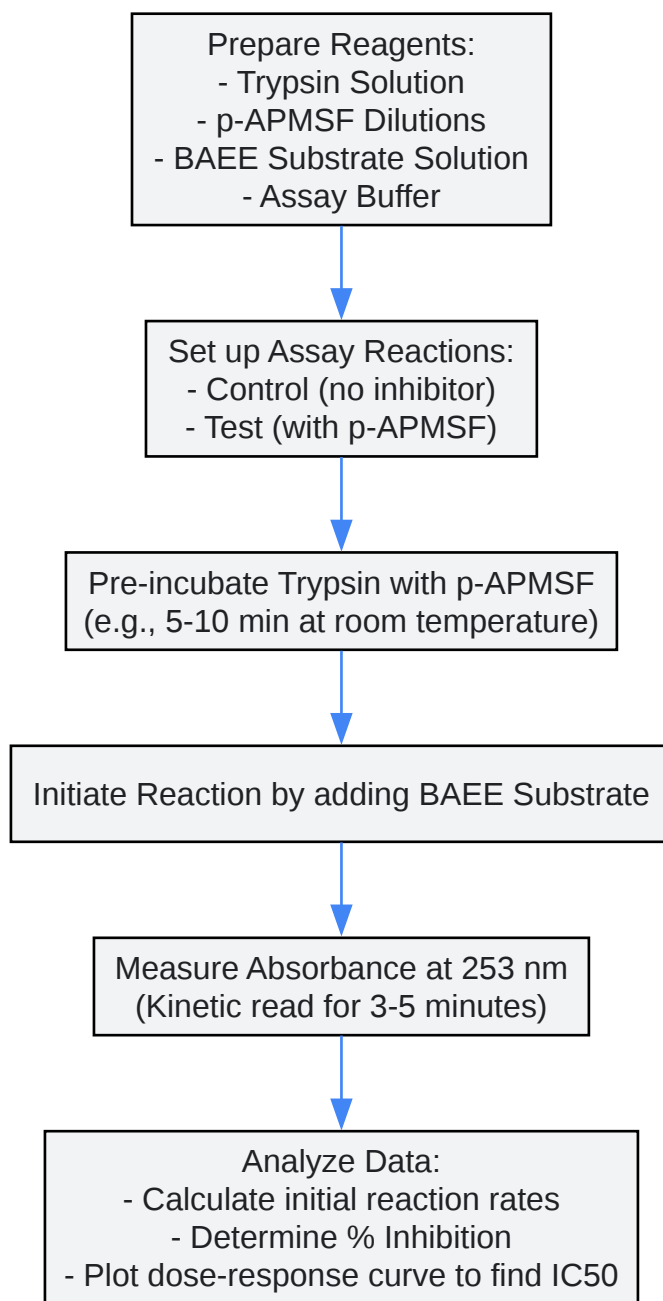 Prepare Reagents:
- Trypsin Solution
- p-APMSF Dilutions
- BAEE Substrate Solution
- Assay Buffer
Set up Assay Reactions:
- Control (no inhibitor)
- Test (with p-APMSF)
Pre-incubate Trypsin with p-APMSF
(e.g., 5-10 min at room temperature)
Initiate Reaction by adding BAEE Substrate
Measure Absorbance at 253 nm
(Kinetic read for 3-5 minutes)
Analyze Data:
- Calculate initial reaction rates
- Determine % Inhibition
- Plot dose-response curve to find IC50